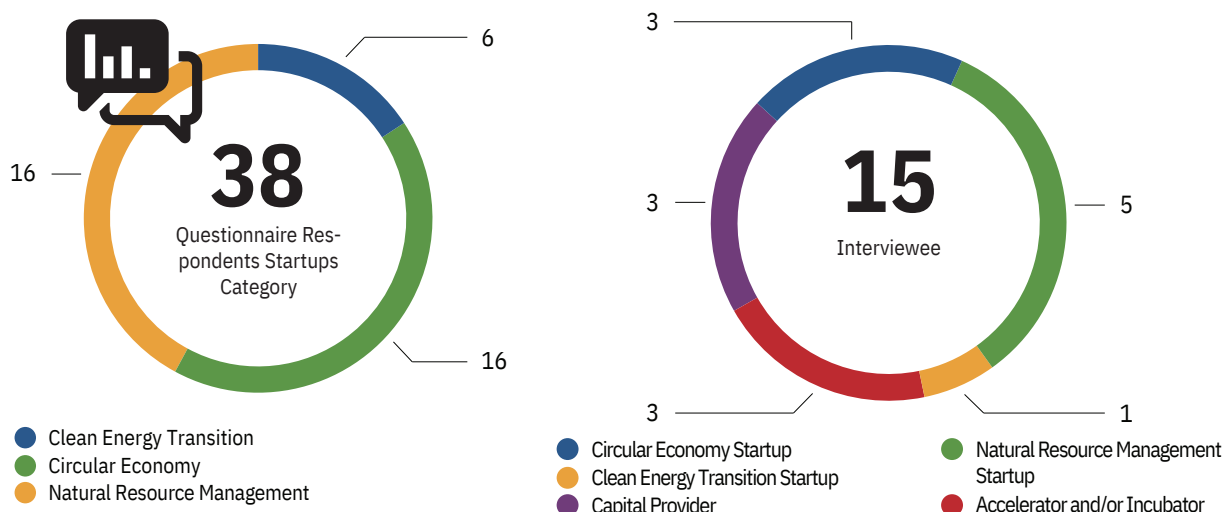 6
16
38
Questionnaire Res-
pondents Startups
Category
16
Clean Energy Transition
Circular Economy
Natural Resource Management
3
3
15
Interviewee
5
3
1
Circular Economy Startup
Clean Energy Transition Startup
Capital Provider
Natural Resource Management
Startup
Accelerator and/or Incubator